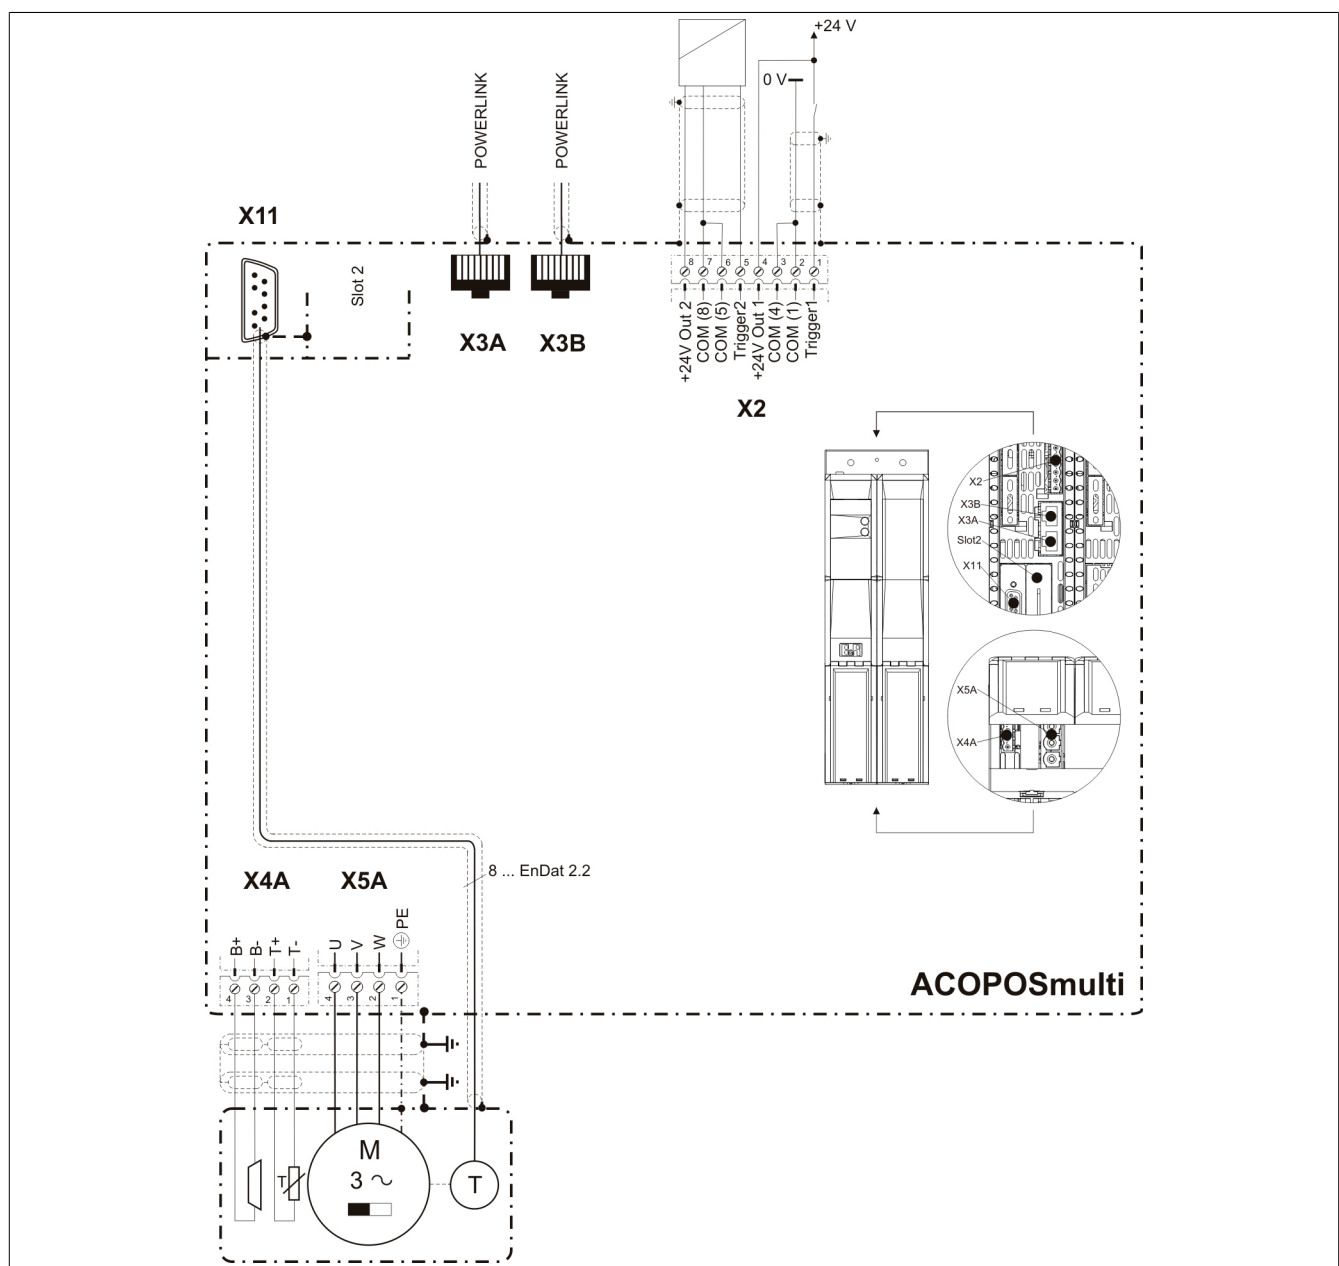 +24 V
0 V
POWERLINK
POWERLINK
X11
Slot 2
8 7 6 5 4 3 2 1
+24V Out 2
COM (8)
COM (5)
Trigger2
+24V Out 1
COM (4)
COM (1)
Trigger1
X3A
X3B
X2
X2
X3B
X3A
Slot2
X11
X5A
X4A
8 ... EnDat 2.2
X4A
X5A
B+
B-
T+
T-
U
V
W
PE
4 3 2 1
4 3 2 1
ACOPOSmulti
M
3 ~
T
T